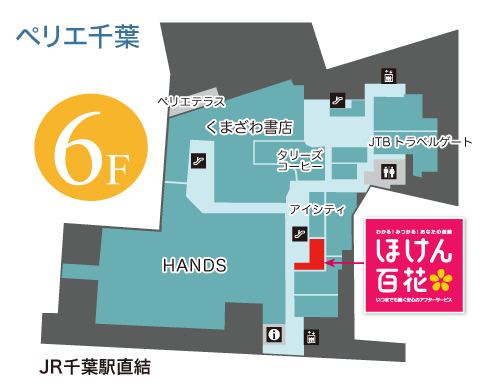 ペリエ千葉
6F
ペリエテラス
くまざわ書店
タリーズ
コーヒー
JTBトラベルゲート
アイシティ
HANDS
わかる!みつかる!あなたの保険
ほけん
百花
いつまでも続く安心のアフターサービス
JR千葉駅直結